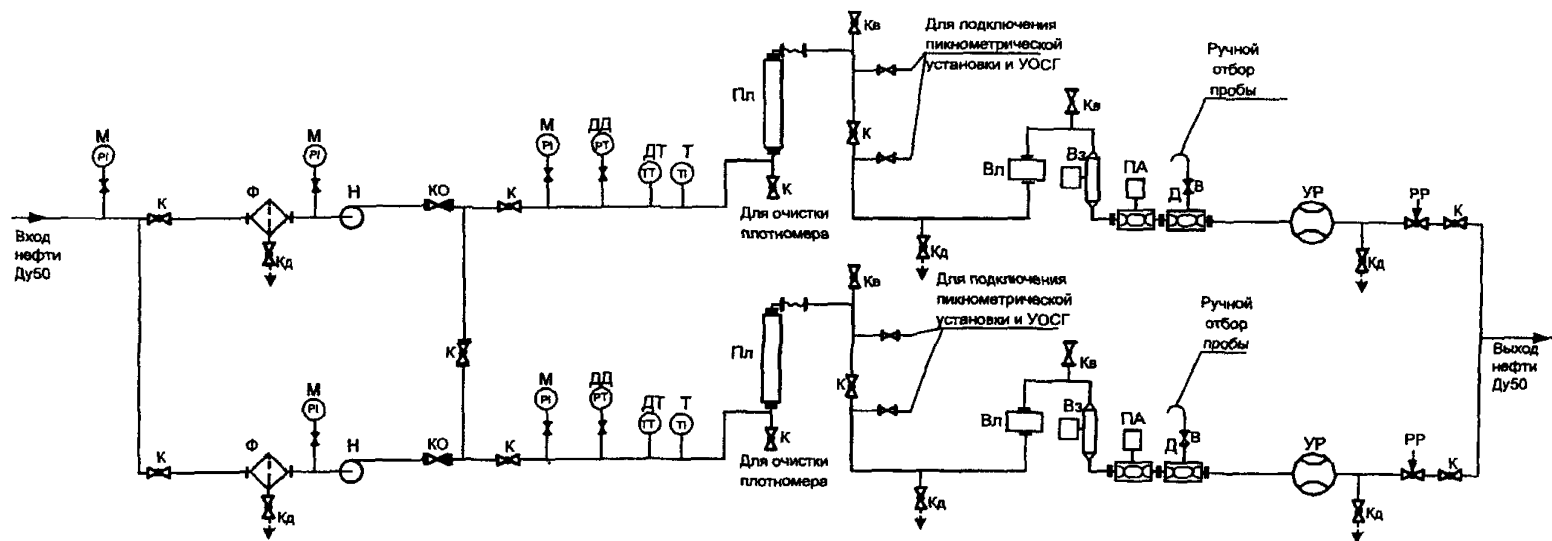 Кв
Для подключения
пикнометрической
установки и УОСГ
Ручной
отбор
пробы
Пл
Кв
М
PI
М
PI
М
PI
ДД
PT
ДТ
TT
Т
TI
К
Вл
Вз
ПА
Д
В
УР
РР
К
К
Ф
Н
КО
К
К
Для очистки
плотномера
Вход
нефти
Ду50
Кд
Кд
Кд
Кв
Для подключения
пикнометрической
установки и УОСГ
Ручной
отбор
пробы
Пл
К
Кв
К
Выход
нефти
Ду50
М
PI
М
PI
ДД
PT
ДТ
TT
Т
TI
Вл
Вз
ПА
Д
В
УР
РР
К
К
Ф
Н
КО
К
К
Для очистки
плотномера
Кд
Кд
Кд